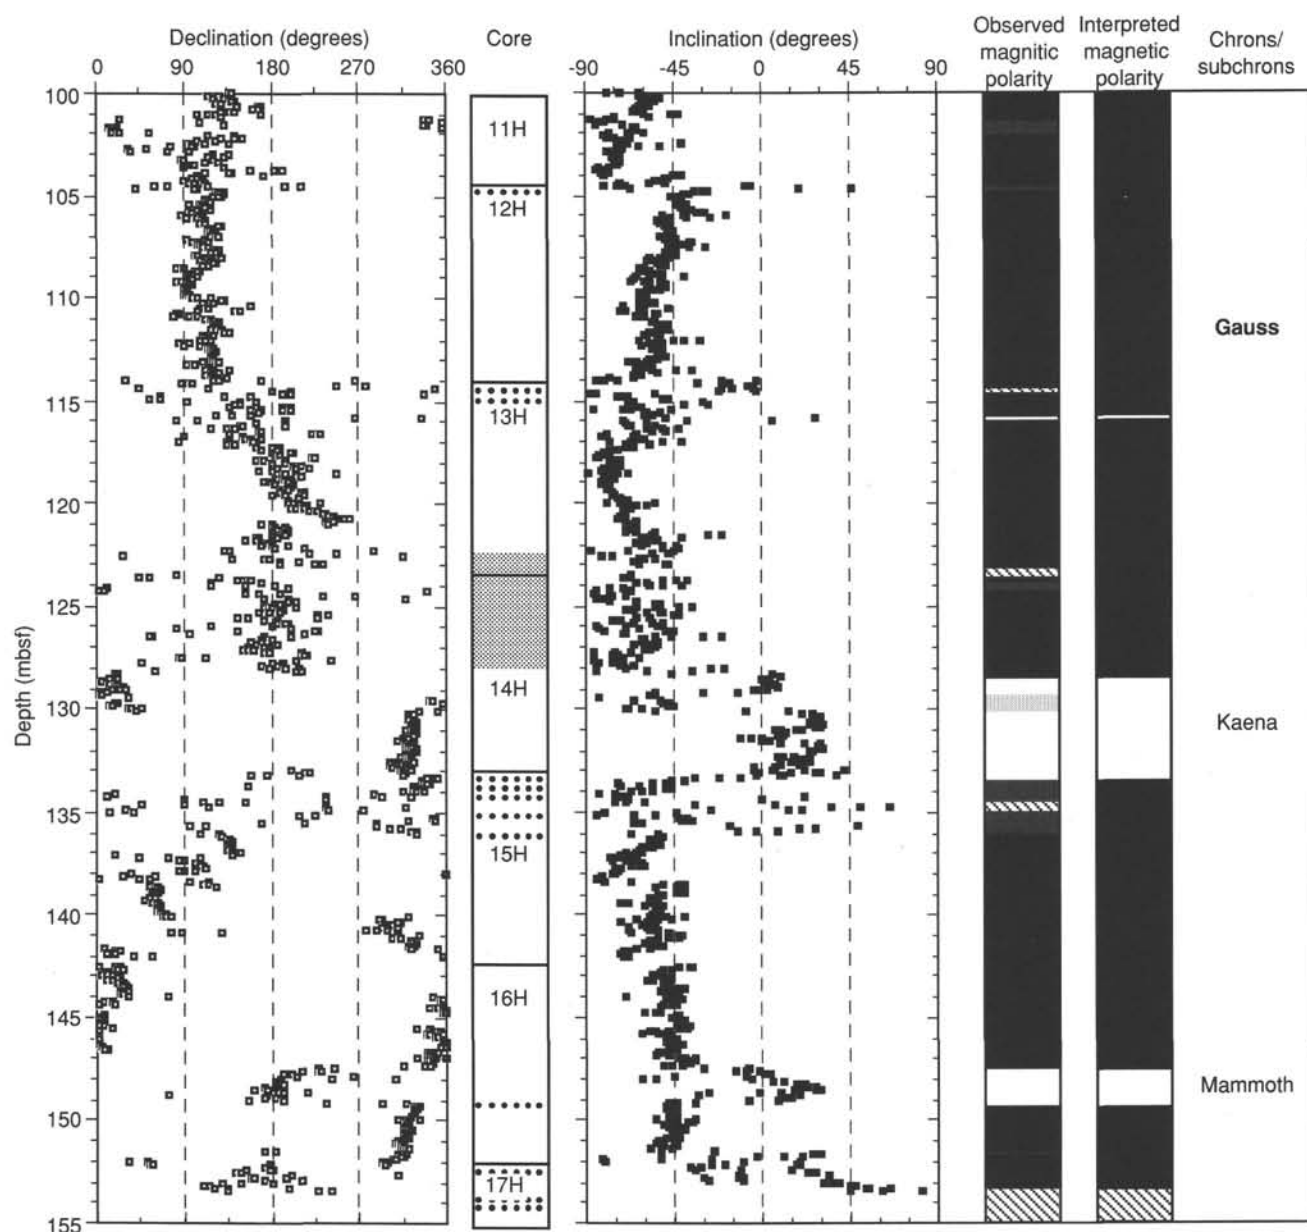 Declination (degrees)
0 90 180 270 360
Core
Inclination (degrees)
-90 -45 0 45 90
Observed
magnitic
polarity
Interpreted
magnetic
polarity
Chrons/
subchrons
Depth (mbsf)
100
105
110
115
120
125
130
135
140
145
150
155
11H
12H
13H
14H
15H
16H
17H
Gauss
Kaena
Mammoth